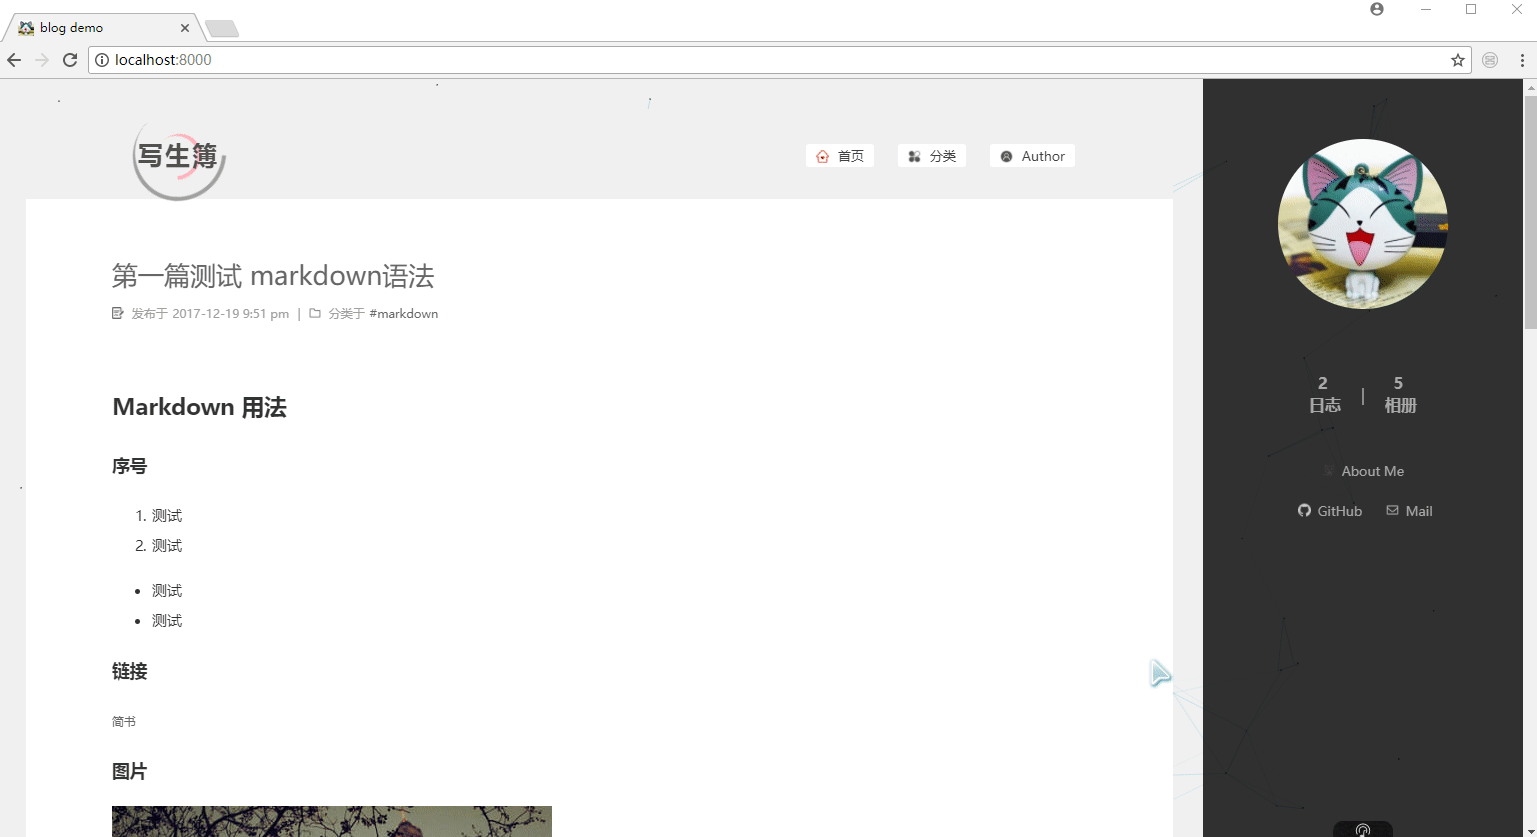 blog demo
localhost:8000
写生簿
首页
分类
Author
第一篇测试 markdown语法
发布于 2017-12-19 9:51 pm | 分类于 #markdown
Markdown 用法
序号
1. 测试
2. 测试
• 测试
• 测试
链接
简书
图片
2
日志
|
5
相册
About Me
GitHub
Mail